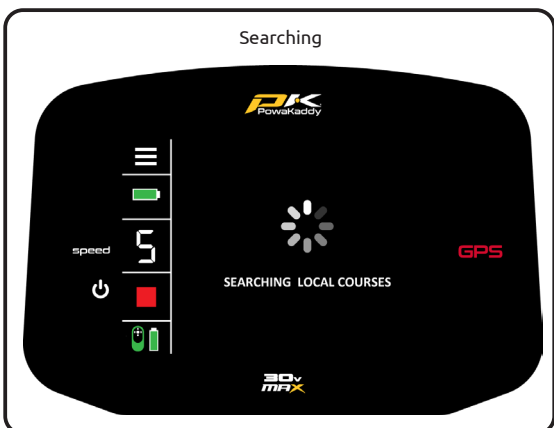 Searching
PK
PowaKaddy
speed
5
GPS
SEARCHING LOCAL COURSES
30v
MAX